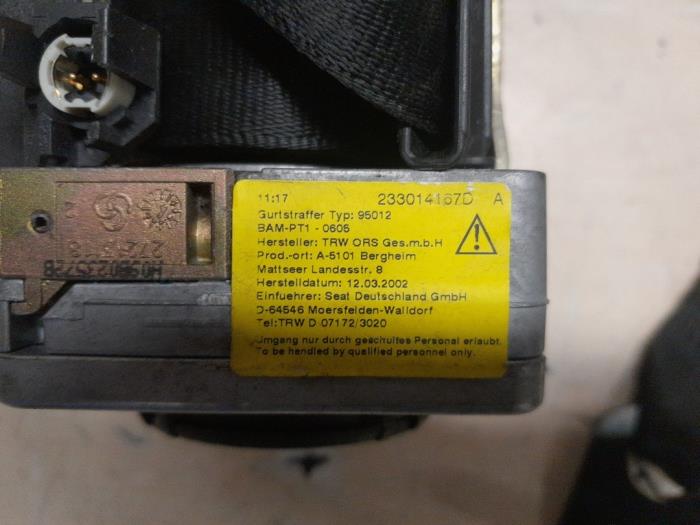 11:17 233014167D A
Gurtstraffer Typ: 95012
BAM-PT1 - 0605
Hersteller: TRW ORS Ges.m.b.H
Prod.-ort: A-5101 Bergheim
Mattseer Landesstr. 8
Herstelldatum: 12.03.2002
Einfuehrer: Seat Deutschland GmbH
D-64546 Moersfelden-Walldorf
Tel:TRW D 07172/3020
Umgang nur durch geschultes Personal erlaubt.
To be handled by qualified personnel only.